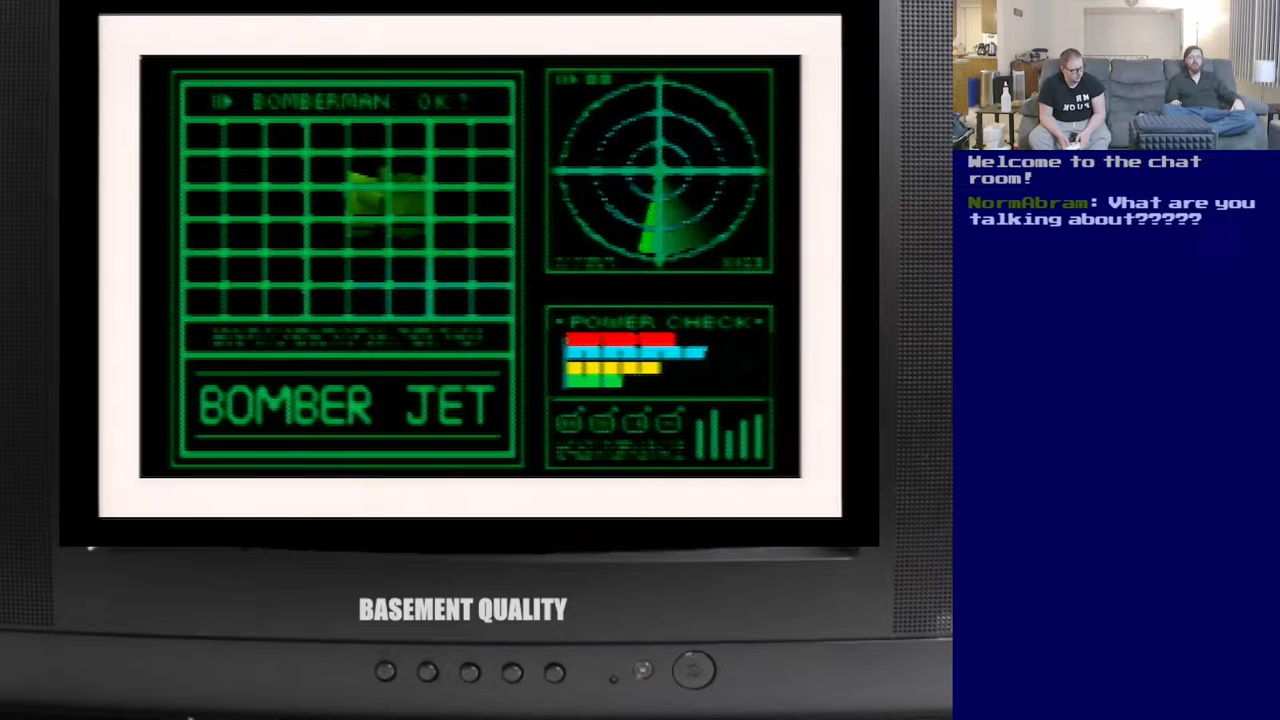 BOMBERMAN OK?
BOMBER JET
POWER CHECK
BASEMENT QUALITY
Welcome to the chat
room!
NormAbram: What are you
talking about?????